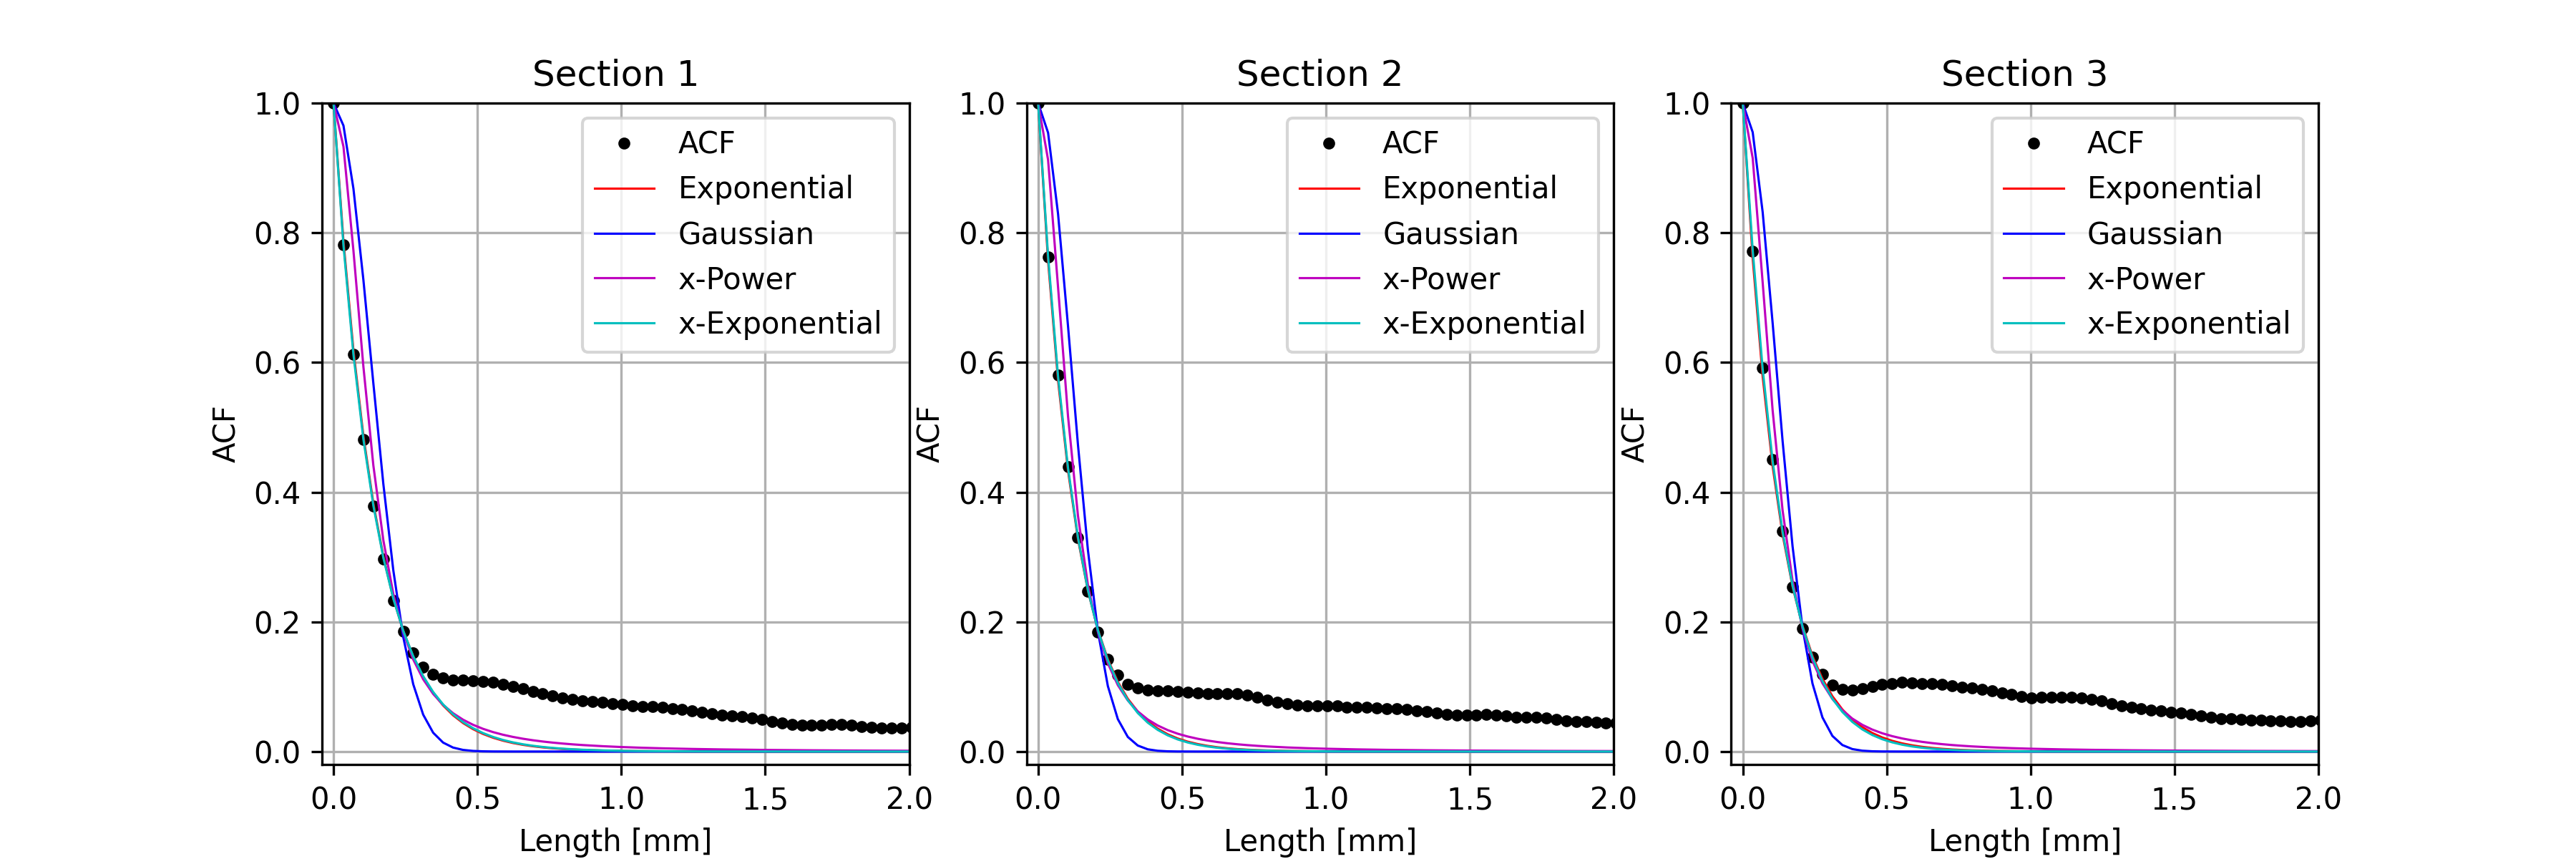 Section 1
1.0
0.8
0.6
0.4
0.2
0.0
ACF
0.0 0.5 1.0 1.5 2.0
Length [mm]
ACF
Exponential
Gaussian
x-Power
x-Exponential
Section 2
1.0
0.8
0.6
0.4
0.2
0.0
ACF
0.0 0.5 1.0 1.5 2.0
Length [mm]
ACF
Exponential
Gaussian
x-Power
x-Exponential
Section 3
1.0
0.8
0.6
0.4
0.2
0.0
ACF
0.0 0.5 1.0 1.5 2.0
Length [mm]
ACF
Exponential
Gaussian
x-Power
x-Exponential